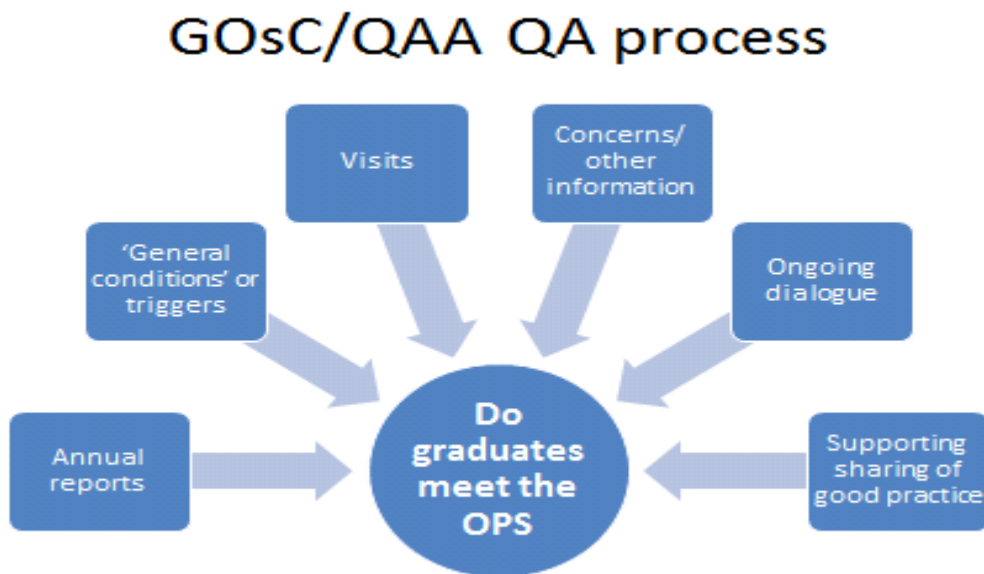 GOsC/QAA QA process
Visits
Concerns/
other
information
‘General
conditions’ or
triggers
Ongoing
dialogue
Annual
reports
Do
graduates
meet the
OPS
Supporting
sharing of
good practice